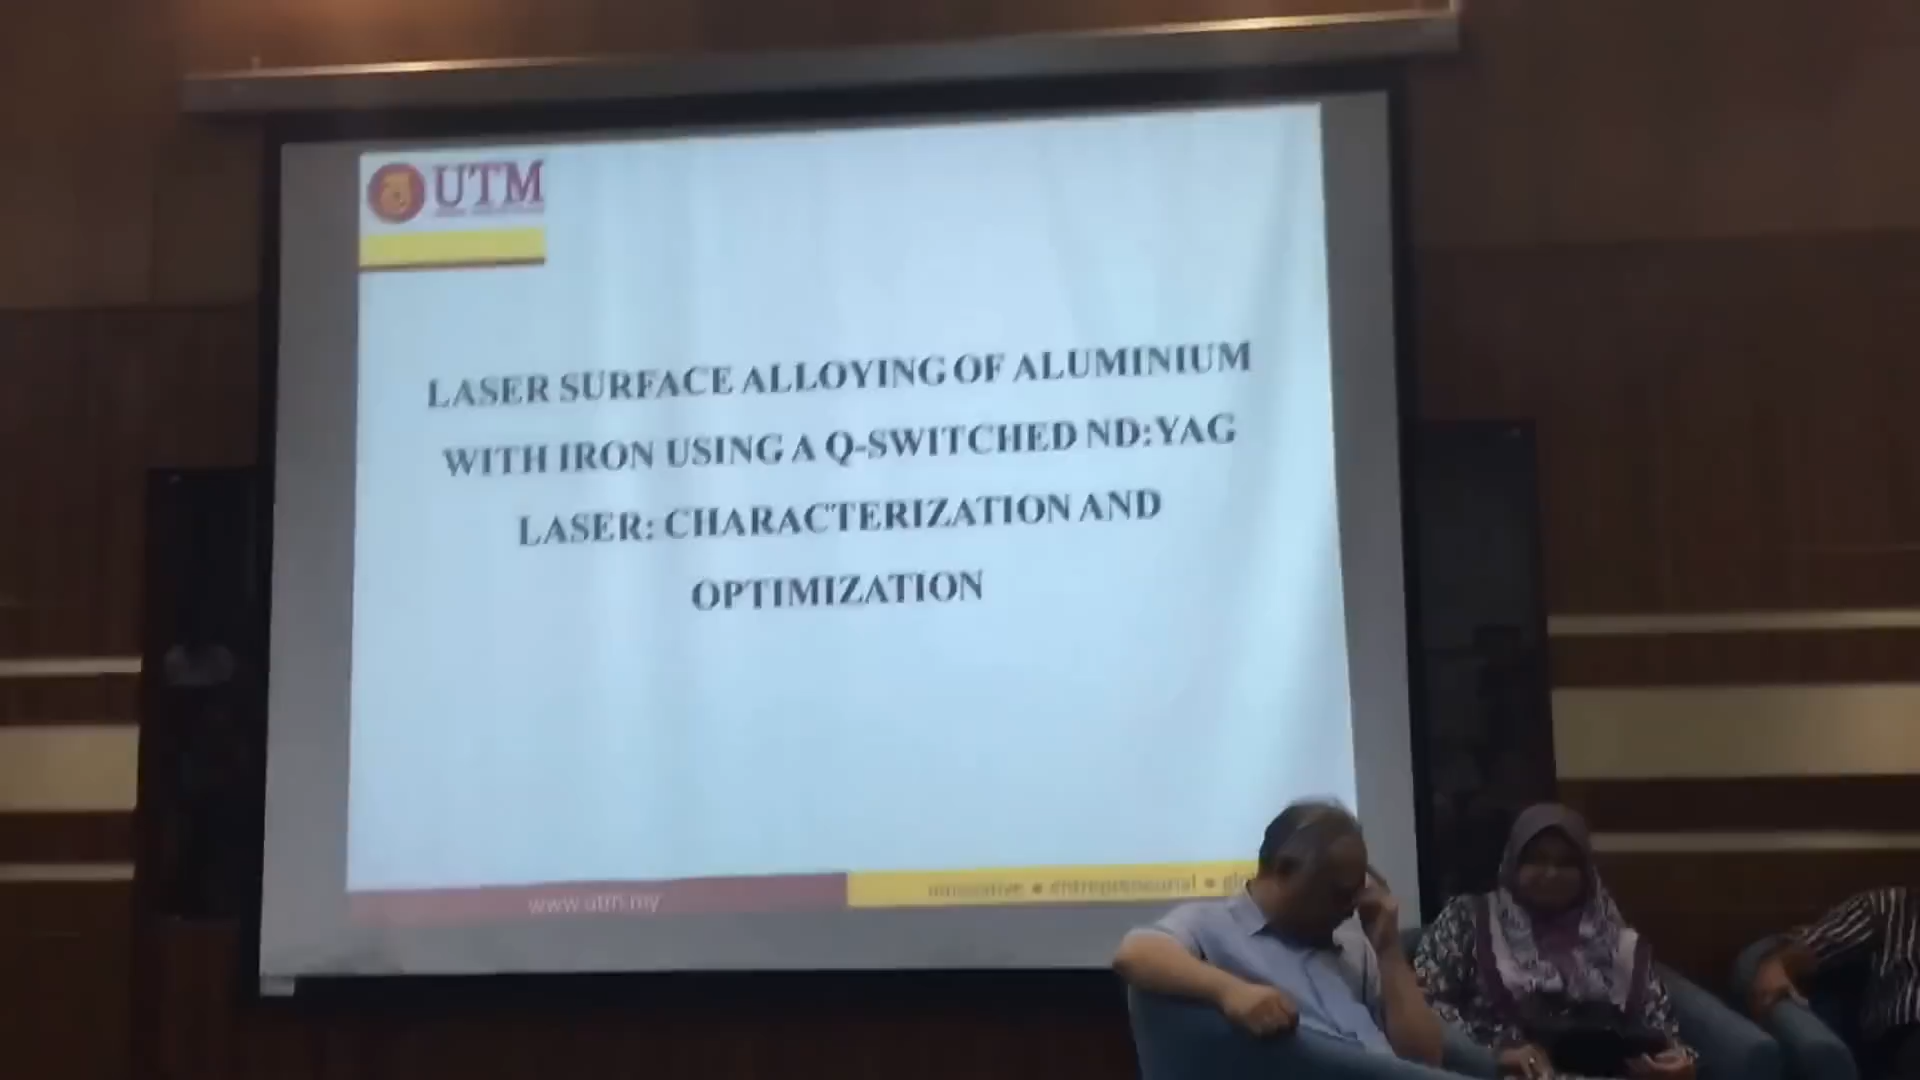 UTM
LASER SURFACE ALLOYING OF ALUMINIUM
WITH IRON USING A Q-SWITCHED ND:YAG
LASER: CHARACTERIZATION AND
OPTIMIZATION
www.utm.my
innovative ● entrepreneurial ●